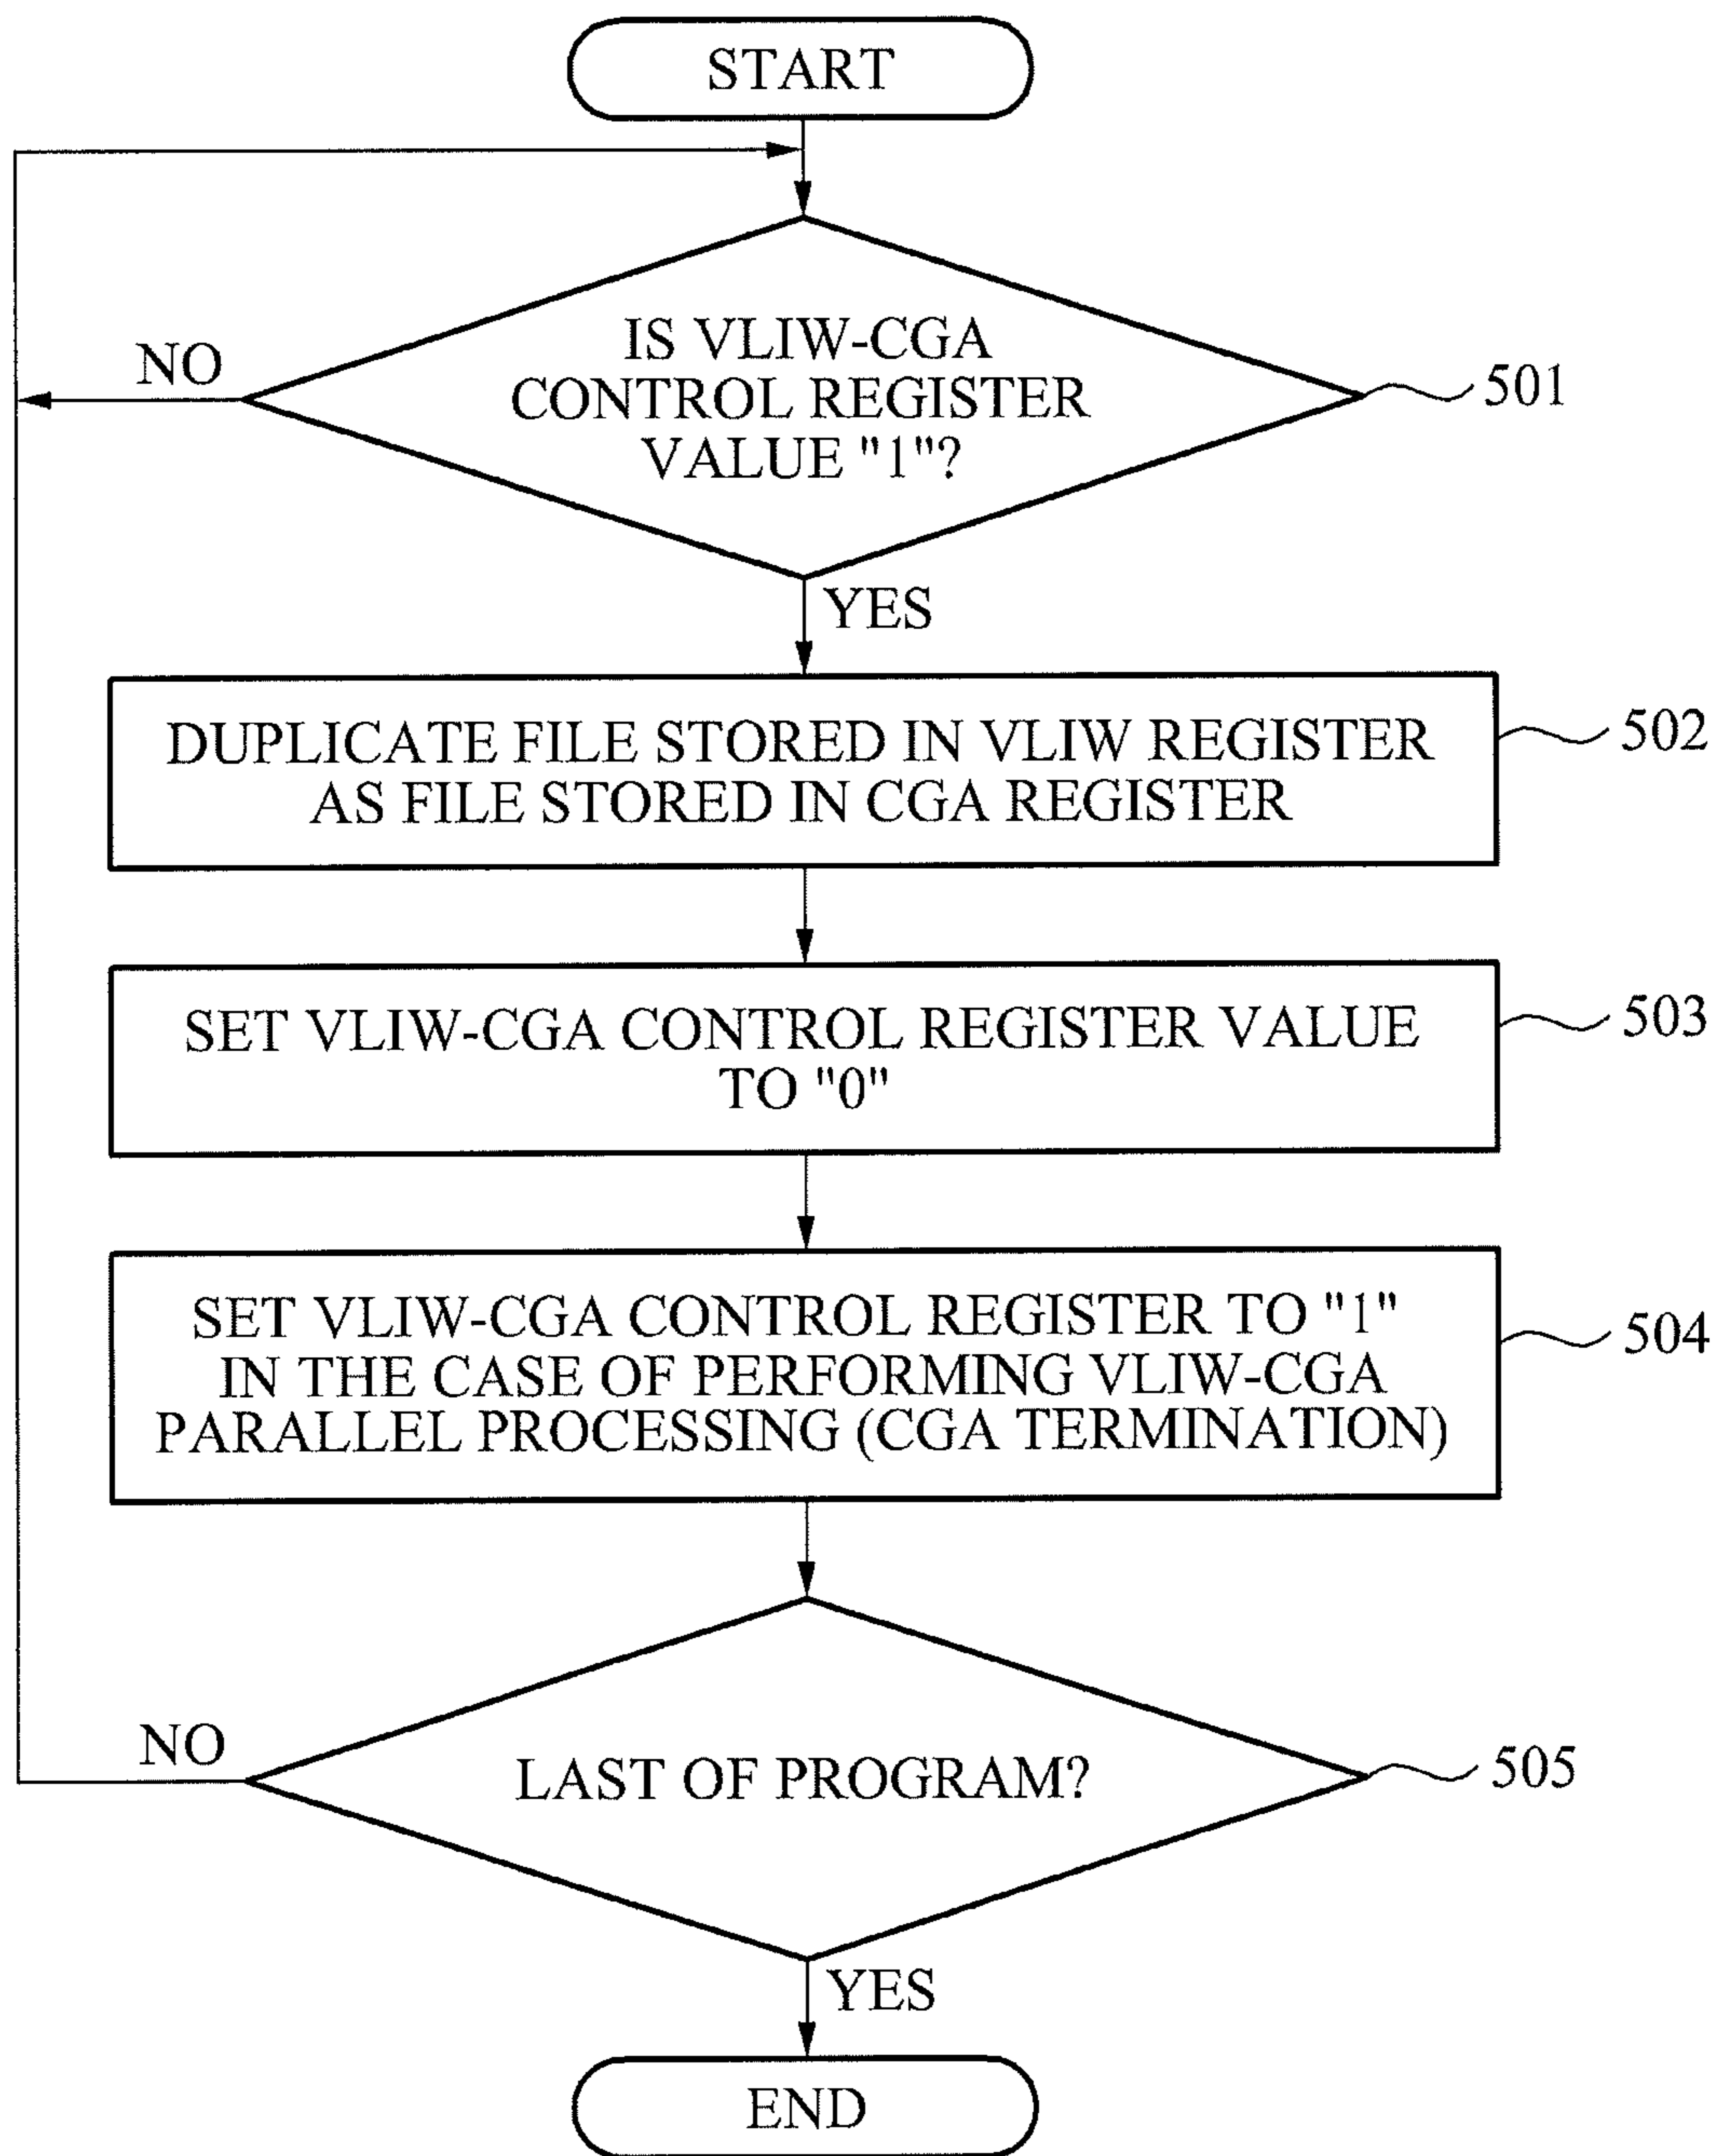 START
IS VLIW-CGA
CONTROL REGISTER
VALUE "1"?
NO
501
YES
DUPLICATE FILE STORED IN VLIW REGISTER
AS FILE STORED IN CGA REGISTER
502
SET VLIW-CGA CONTROL REGISTER VALUE
TO "0"
503
SET VLIW-CGA CONTROL REGISTER TO "1"
IN THE CASE OF PERFORMING VLIW-CGA
PARALLEL PROCESSING (CGA TERMINATION)
504
NO
LAST OF PROGRAM?
505
YES
END